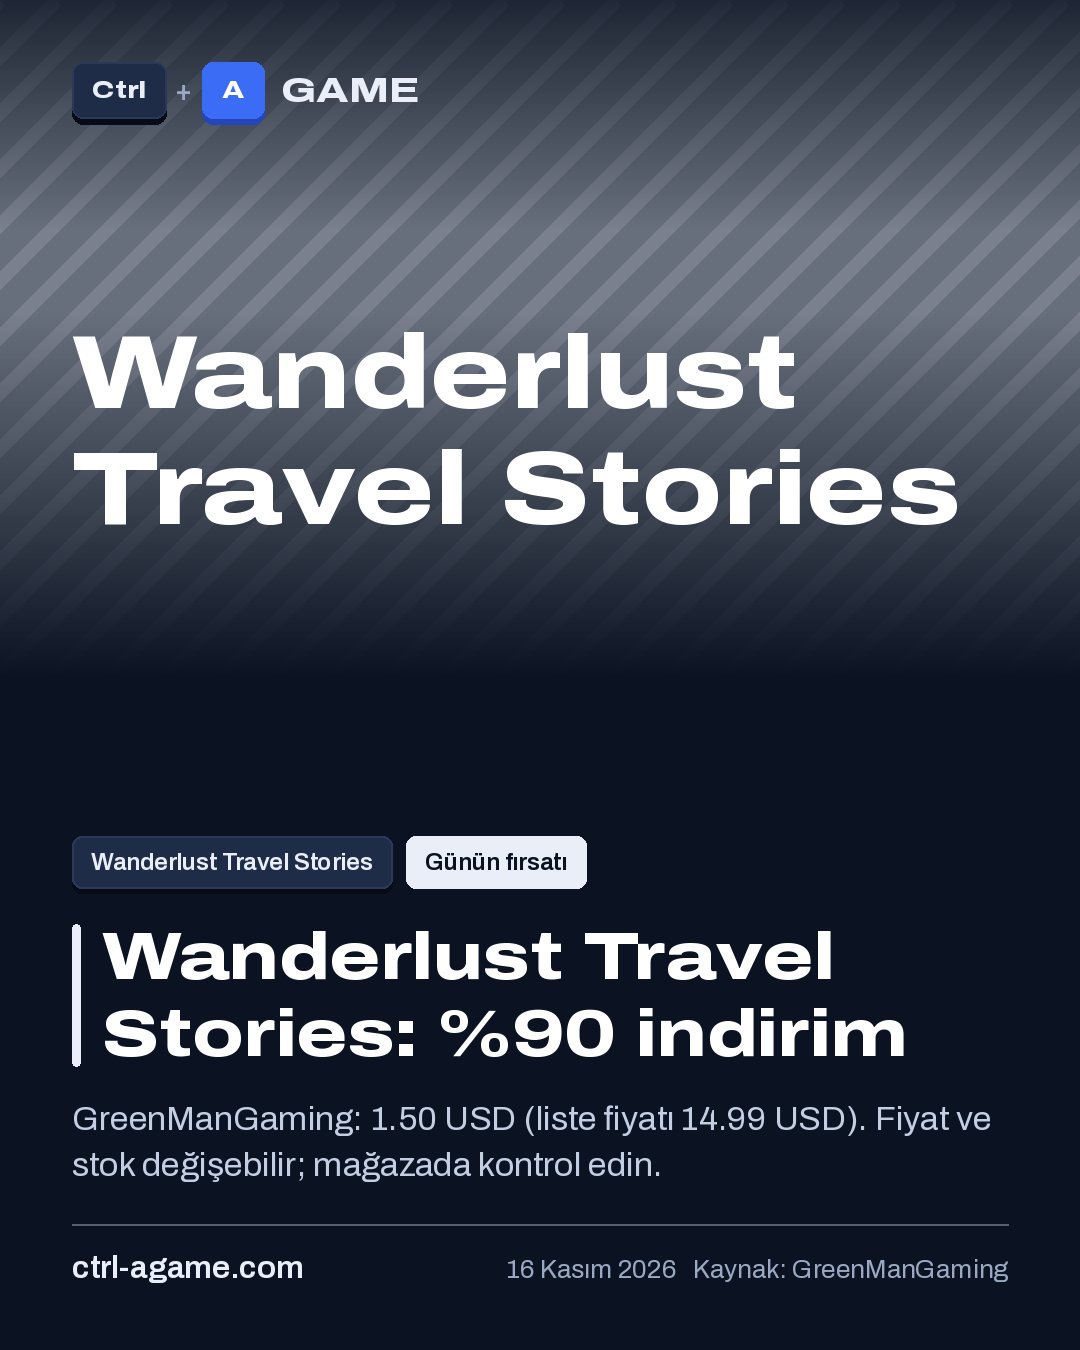 Ctrl + A GAME
Wanderlust
Travel Stories
Wanderlust Travel Stories
Günün fırsatı
Wanderlust Travel
Stories: %90 indirim
GreenManGaming: 1.50 USD (liste fiyatı 14.99 USD). Fiyat ve
stok değişebilir; mağazada kontrol edin.
ctrl-agame.com
16 Kasım 2026 Kaynak: GreenManGaming